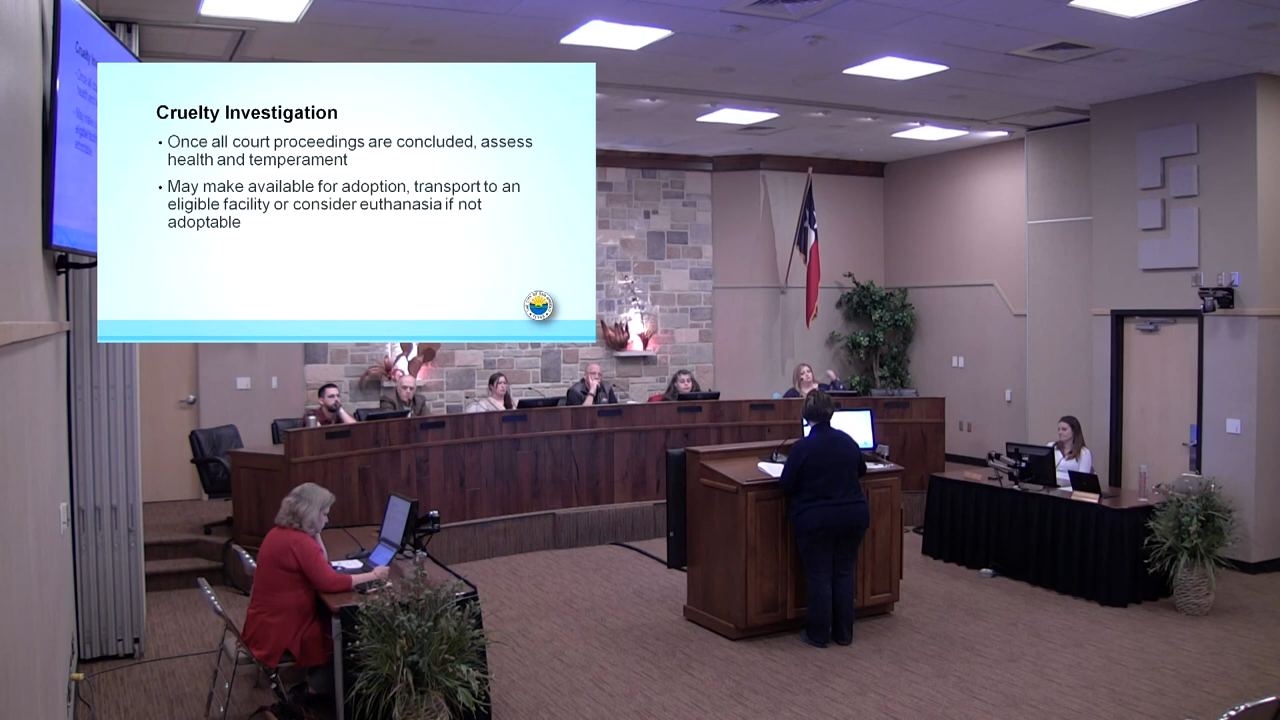 Cruelty Investigation
• Once all court proceedings are concluded, assess
health and temperament
• May make available for adoption, transport to an
eligible facility or consider euthanasia if not
adoptable